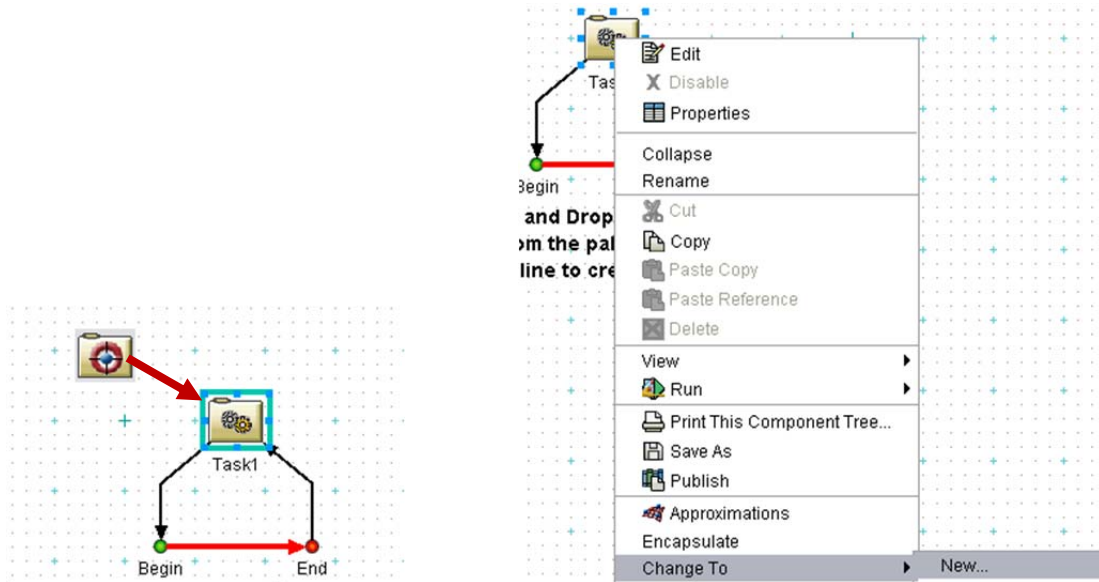 Task1
Begin
End
Tas
Begin
and Drop
om the pal
line to cre
Edit
Disable
Properties
Collapse
Rename
Cut
Copy
Paste Copy
Paste Reference
Delete
View
Run
Print This Component Tree...
Save As
Publish
Approximations
Encapsulate
Change To
New...